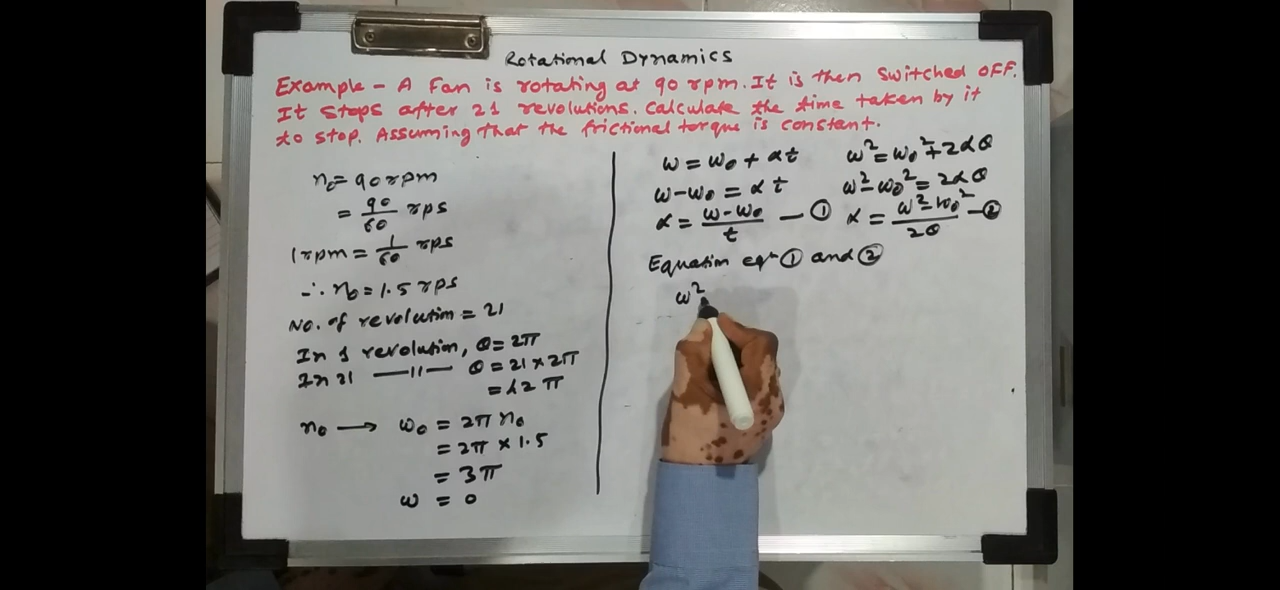 Rotational Dynamics
Example - A Fan is rotating at 90 rpm. It is then switched OFF.
It stops after 21 revolutions. Calculate the time taken by it
to stop. Assuming that the frictional torque is constant.
n₀ = 90 rpm
= 90/60 rps
1 rpm = 1/60 rps
∴ n₀ = 1.5 rps
No. of revolution = 21
In 1 revolution, θ = 2π
In 21 —11— θ = 21 × 2π
= 42 π
n₀ → ω₀ = 2π n₀
= 2π × 1.5
= 3π
ω = 0
ω = ω₀ + αt
ω - ω₀ = αt
α = ω - ω₀ / t — ①
ω² = ω₀² + 2αθ
ω² - ω₀² = 2αθ
α = ω² - ω₀² / 2θ — ②
Equation eqⁿ ① and ②
ω²